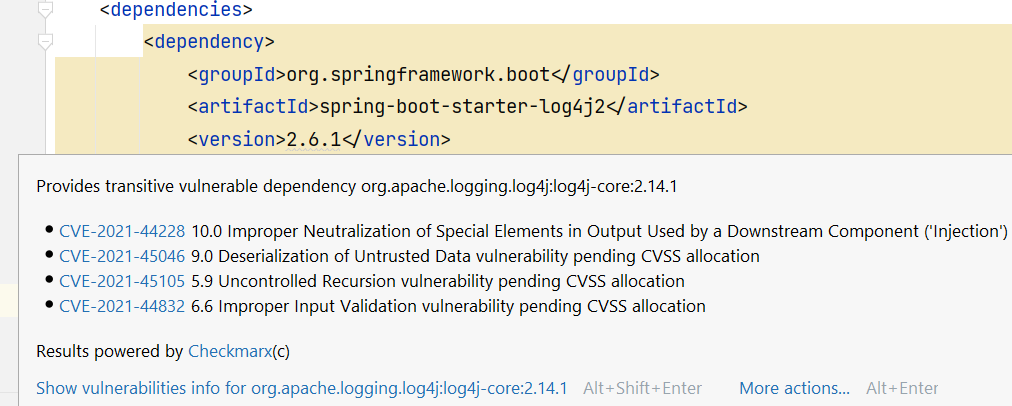 <dependencies>
<dependency>
<groupId>org.springframework.boot</groupId>
<artifactId>spring-boot-starter-log4j2</artifactId>
<version>2.6.1</version>
Provides transitive vulnerable dependency org.apache.logging.log4j:log4j-core:2.14.1
• CVE-2021-44228 10.0 Improper Neutralization of Special Elements in Output Used by a Downstream Component ('Injection')
• CVE-2021-45046 9.0 Deserialization of Untrusted Data vulnerability pending CVSS allocation
• CVE-2021-45105 5.9 Uncontrolled Recursion vulnerability pending CVSS allocation
• CVE-2021-44832 6.6 Improper Input Validation vulnerability pending CVSS allocation
Results powered by Checkmarx(c)
Show vulnerabilities info for org.apache.logging.log4j:log4j-core:2.14.1 Alt+Shift+Enter More actions... Alt+Enter